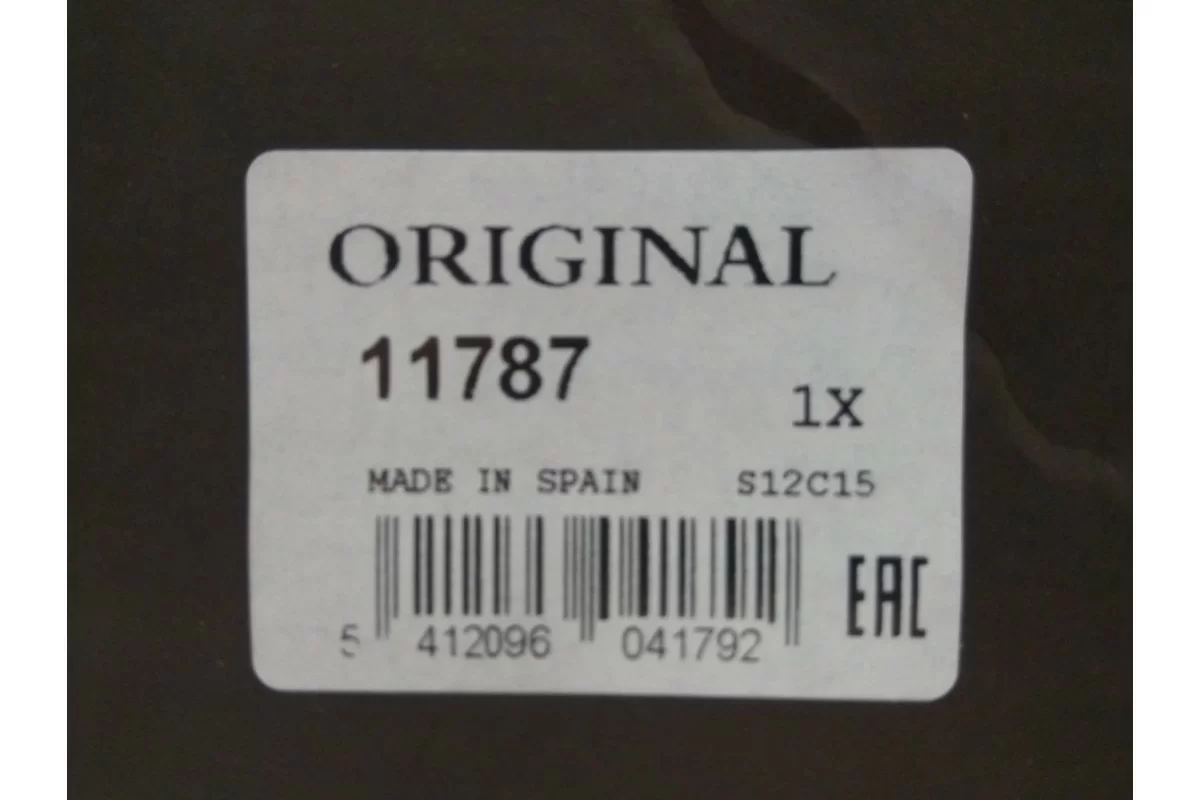 ORIGINAL
11787
1X
MADE IN SPAIN S12C15
EAC
5 412096 041792